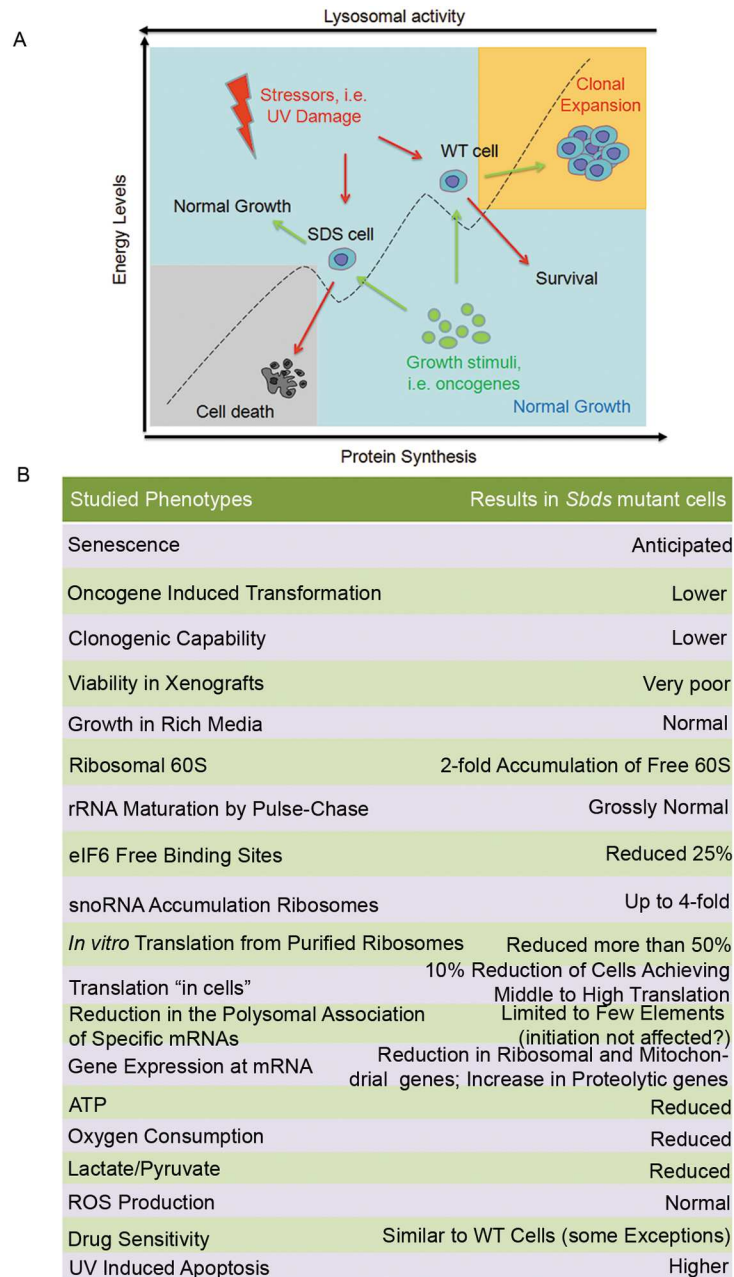 A
Lysosomal activity
Energy Levels
Stressors, i.e.
UV Damage
Clonal
Expansion
WT cell
Normal Growth
SDS cell
Survival
Growth stimuli,
i.e. oncogenes
Cell death
Normal Growth
Protein Synthesis
B
Studied Phenotypes Results in Sbds mutant cells
Senescence Anticipated
Oncogene Induced Transformation Lower
Clonogenic Capability Lower
Viability in Xenografts Very poor
Growth in Rich Media Normal
Ribosomal 60S 2-fold Accumulation of Free 60S
rRNA Maturation by Pulse-Chase Grossly Normal
eIF6 Free Binding Sites Reduced 25%
snoRNA Accumulation Ribosomes Up to 4-fold
In vitro Translation from Purified Ribosomes Reduced more than 50%
Translation “in cells” 10% Reduction of Cells Achieving
Middle to High Translation
Reduction in the Polysomal Association
of Specific mRNAs
Limited to Few Elements
(initiation not affected?)
Gene Expression at mRNA Reduction in Ribosomal and Mitochon-
drial genes; Increase in Proteolytic genes
ATP Reduced
Oxygen Consumption Reduced
Lactate/Pyruvate Reduced
ROS Production Normal
Drug Sensitivity Similar to WT Cells (some Exceptions)
UV Induced Apoptosis Higher